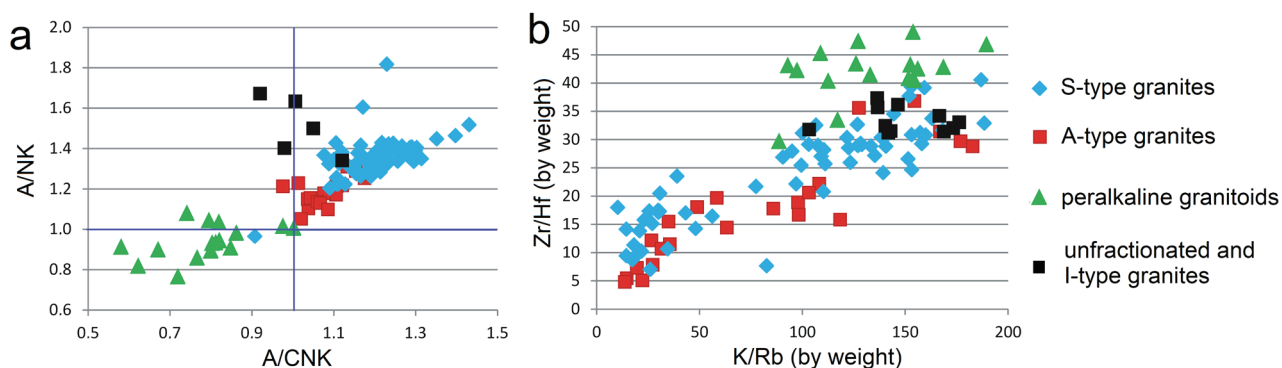 a
2.0
1.8
1.6
1.4
1.2
1.0
0.8
0.6
A/NK
0.5
0.7
0.9
1.1
1.3
1.5
A/CNK
b
50
45
40
35
30
25
20
15
10
5
0
Zr/Hf (by weight)
0
50
100
150
200
K/Rb (by weight)
S-type granites
A-type granites
peralkaline granitoids
unfractionated and
I-type granites